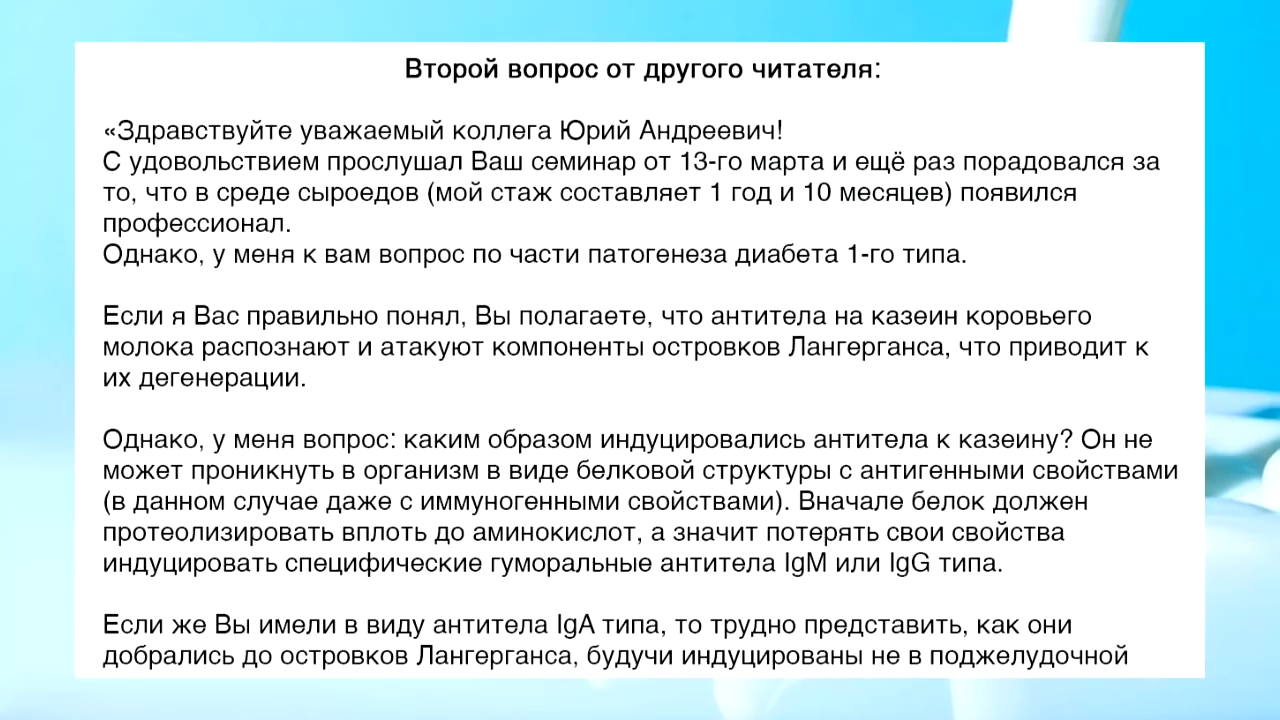 Второй вопрос от другого читателя:
«Здравствуйте уважаемый коллега Юрий Андреевич!
С удовольствием прослушал Ваш семинар от 13-го марта и ещё раз порадовался за
то, что в среде сыроедов (мой стаж составляет 1 год и 10 месяцев) появился
профессионал.
Однако, у меня к вам вопрос по части патогенеза диабета 1-го типа.
Если я Вас правильно понял, Вы полагаете, что антитела на казеин коровьего
молока распознают и атакуют компоненты островков Лангерганса, что приводит к
их дегенерации.
Однако, у меня вопрос: каким образом индуцировались антитела к казеину? Он не
может проникнуть в организм в виде белковой структуры с антигенными свойствами
(в данном случае даже с иммуногенными свойствами). Вначале белок должен
протеолизировать вплоть до аминокислот, а значит потерять свои свойства
индуцировать специфические гуморальные антитела IgM или IgG типа.
Если же Вы имели в виду антитела IgA типа, то трудно представить, как они
добрались до островков Лангерганса, будучи индуцированы не в поджелудочной